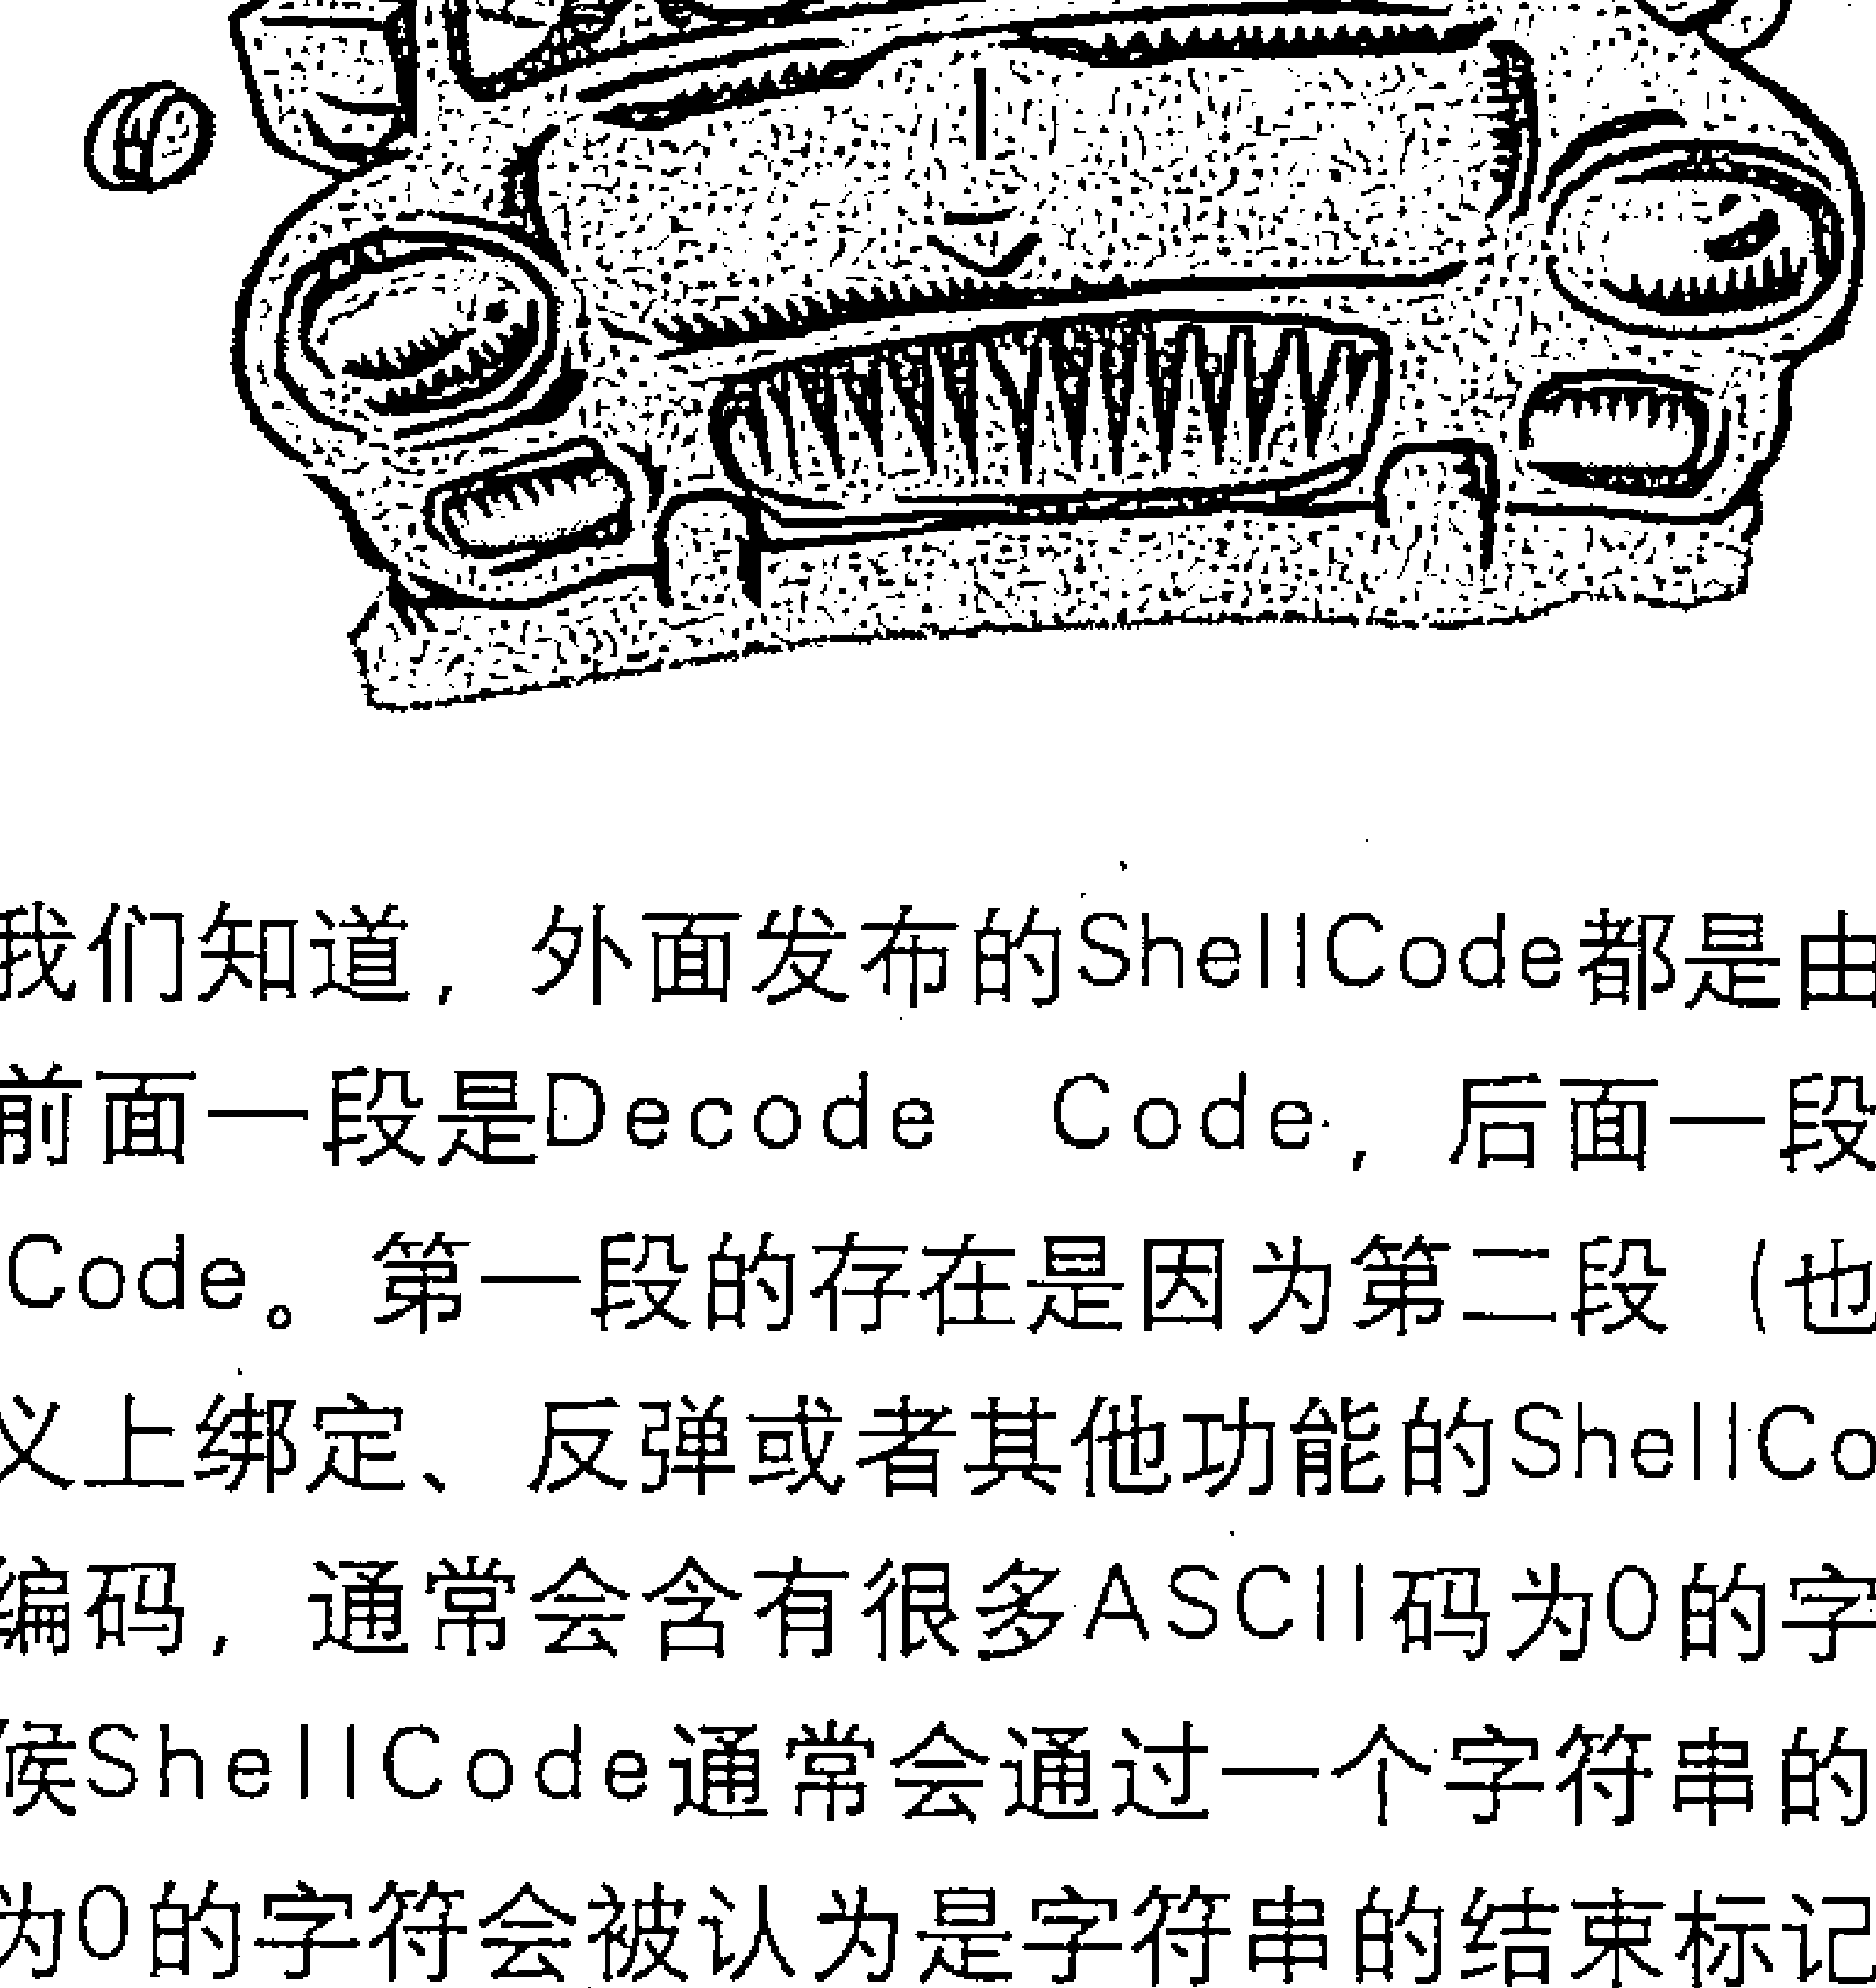 我们知道，外面发布的ShellCode都是由
前面一段是Decode Code，后面一段
Code。第一段的存在是因为第二段（也
义上绑定、反弹或者其他功能的ShellCo
编码，通常会含有很多ASCII码为0的字
候ShellCode通常会通过一个字符串的
为0的字符会被认为是字符串的结束标记